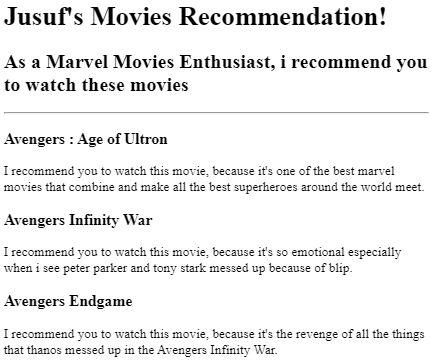 Jusuf's Movies Recommendation!
As a Marvel Movies Enthusiast, i recommend you
to watch these movies
Avengers : Age of Ultron
I recommend you to watch this movie, because it's one of the best marvel
movies that combine and make all the best superheroes around the world meet.
Avengers Infinity War
I recommend you to watch this movie, because it's so emotional especially
when i see peter parker and tony stark messed up because of blip.
Avengers Endgame
I recommend you to watch this movie, because it's the revenge of all the things
that thanos messed up in the Avengers Infinity War.